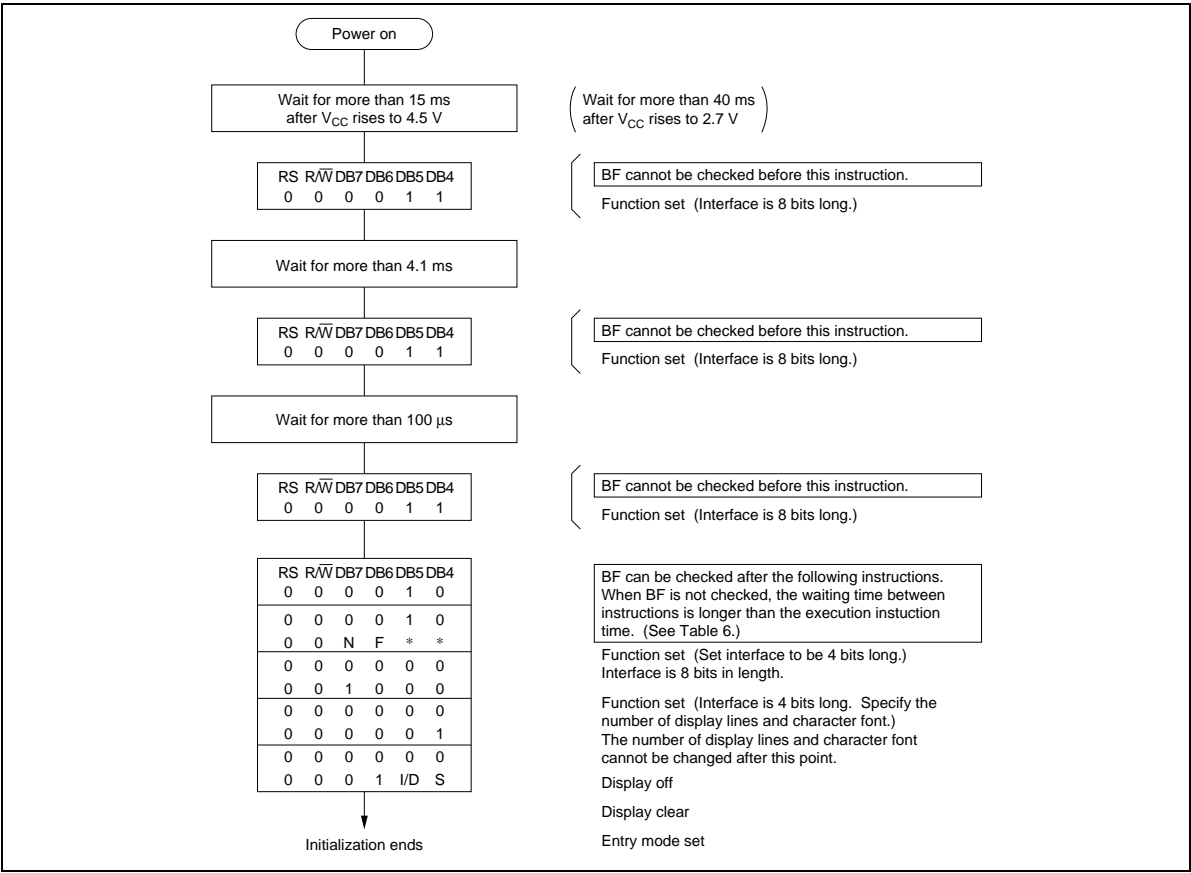 Power on
Wait for more than 15 ms
after VCC rises to 4.5 V
Wait for more than 40 ms
after VCC rises to 2.7 V
RS R/W̅ DB7 DB6 DB5 DB4
0 0 0 0 1 1
BF cannot be checked before this instruction.
Function set (Interface is 8 bits long.)
Wait for more than 4.1 ms
RS R/W̅ DB7 DB6 DB5 DB4
0 0 0 0 1 1
BF cannot be checked before this instruction.
Function set (Interface is 8 bits long.)
Wait for more than 100 µs
RS R/W̅ DB7 DB6 DB5 DB4
0 0 0 0 1 1
BF cannot be checked before this instruction.
Function set (Interface is 8 bits long.)
RS R/W̅ DB7 DB6 DB5 DB4
0 0 0 0 1 0
0 0 0 0 1 0
0 0 N F * *
0 0 0 0 0 0
0 0 1 0 0 0
0 0 0 0 0 0
0 0 0 0 0 1
0 0 0 0 0 0
0 0 0 1 I/D S
BF can be checked after the following instructions.
When BF is not checked, the waiting time between
instructions is longer than the execution instuction
time. (See Table 6.)
Function set (Set interface to be 4 bits long.)
Interface is 8 bits in length.
Function set (Interface is 4 bits long. Specify the
number of display lines and character font.)
The number of display lines and character font
cannot be changed after this point.
Display off
Display clear
Entry mode set
Initialization ends